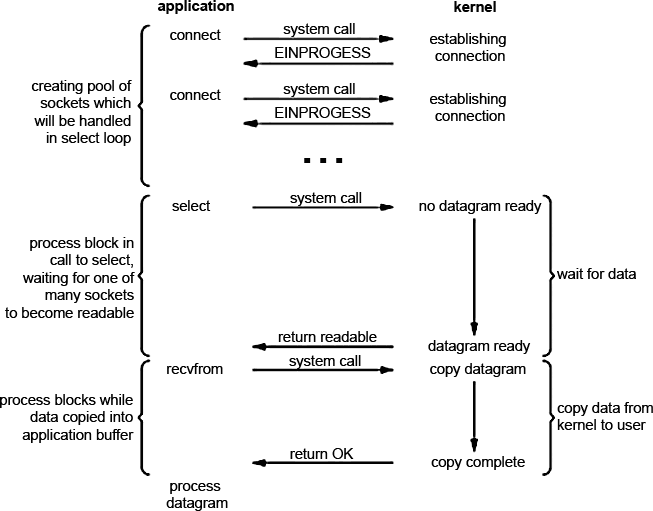 application
kernel
connect
system call
EINPROGESS
establishing
connection
creating pool of
sockets which
will be handled
in select loop
connect
system call
EINPROGESS
establishing
connection
...
select
system call
no datagram ready
process block in
call to select,
waiting for one of
many sockets
to become readable
wait for data
return readable
datagram ready
recvfrom
system call
copy datagram
process blocks while
data copied into
application buffer
copy data from
kernel to user
return OK
copy complete
process
datagram